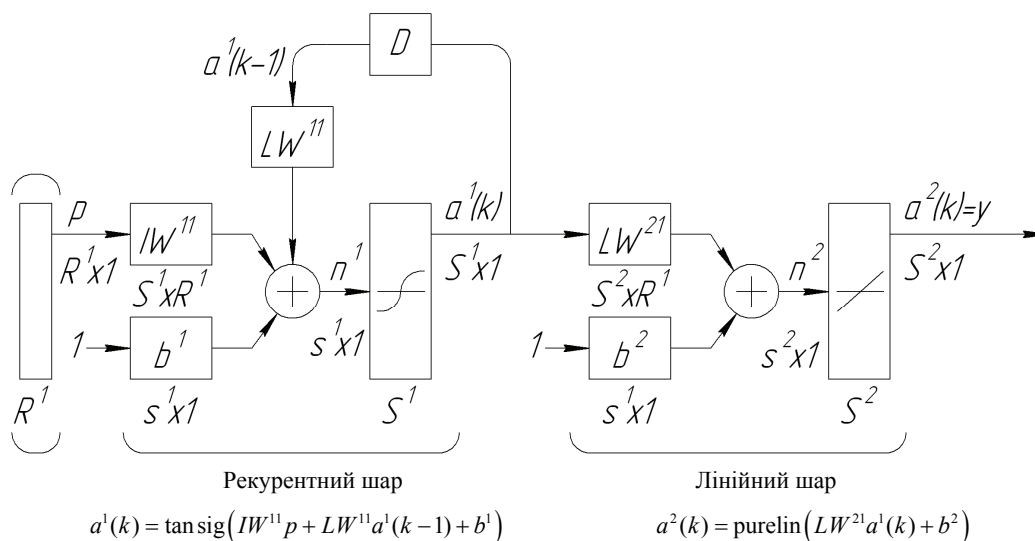 D
a¹(k−1)
LW¹¹
p
R¹x1
IW¹¹
S¹xR¹
1
b¹
s¹x1
R¹
n¹
s¹x1
S¹
a¹(k)
S¹x1
LW²¹
S²xR¹
1
b²
s¹x1
n²
s²x1
S²
a²(k)=y
S²x1
Рекурентний шар
Лінійний шар
a¹(k) = tansig(IW¹¹p + LW¹¹a¹(k−1) + b¹)
a²(k) = purelin(LW²¹a¹(k) + b²)